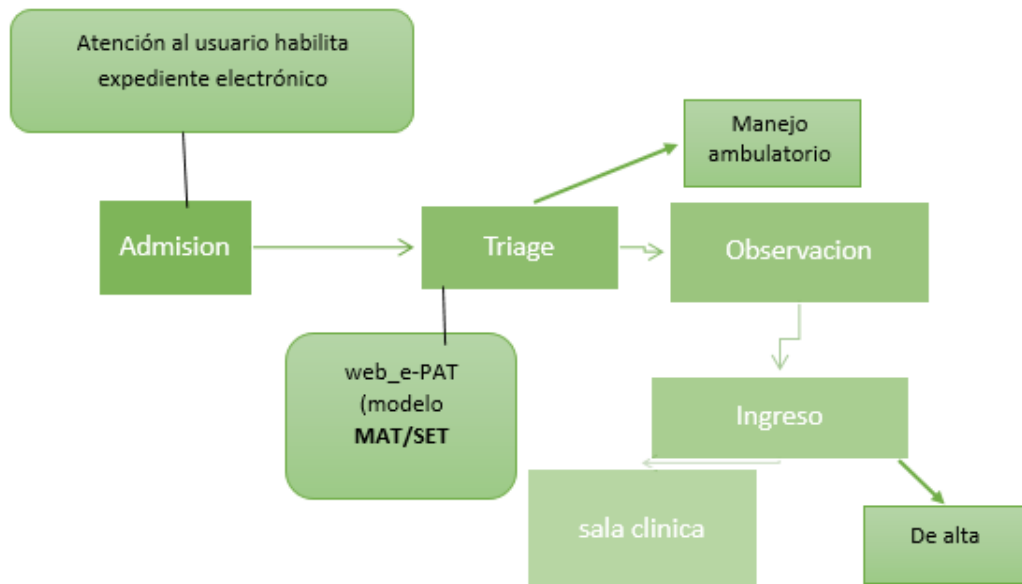 Atención al usuario habilita
expediente electrónico
Manejo
ambulatorio
Admision
Triage
Observacion
web_e-PAT
(modelo
MAT/SET
Ingreso
sala clinica
De alta